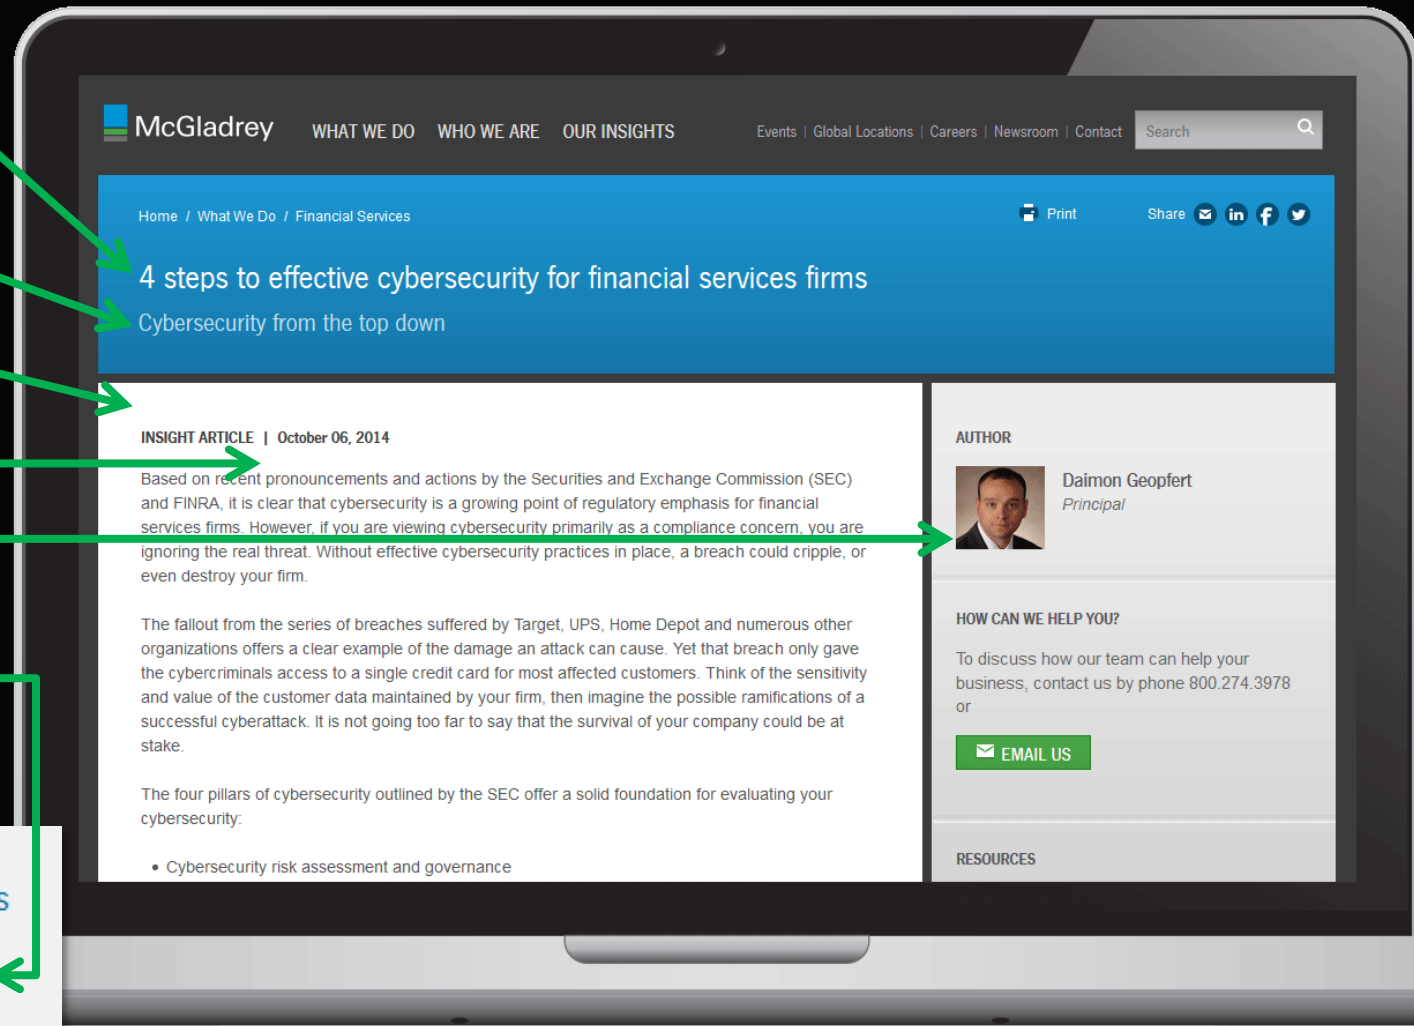 McGladrey
WHAT WE DO WHO WE ARE OUR INSIGHTS
Events | Global Locations | Careers | Newsroom | Contact
Search
Home / What We Do / Financial Services
Print
Share
4 steps to effective cybersecurity for financial services firms
Cybersecurity from the top down
INSIGHT ARTICLE | October 06, 2014
Based on recent pronouncements and actions by the Securities and Exchange Commission (SEC)
and FINRA, it is clear that cybersecurity is a growing point of regulatory emphasis for financial
services firms. However, if you are viewing cybersecurity primarily as a compliance concern, you are
ignoring the real threat. Without effective cybersecurity practices in place, a breach could cripple, or
even destroy your firm.
The fallout from the series of breaches suffered by Target, UPS, Home Depot and numerous other
organizations offers a clear example of the damage an attack can cause. Yet that breach only gave
the cybercriminals access to a single credit card for most affected customers. Think of the sensitivity
and value of the customer data maintained by your firm, then imagine the possible ramifications of a
successful cyberattack. It is not going too far to say that the survival of your company could be at
stake.
The four pillars of cybersecurity outlined by the SEC offer a solid foundation for evaluating your
cybersecurity:
• Cybersecurity risk assessment and governance
AUTHOR
Daimon Geopfert
Principal
HOW CAN WE HELP YOU?
To discuss how our team can help your
business, contact us by phone 800.274.3978
or
EMAIL US
RESOURCES